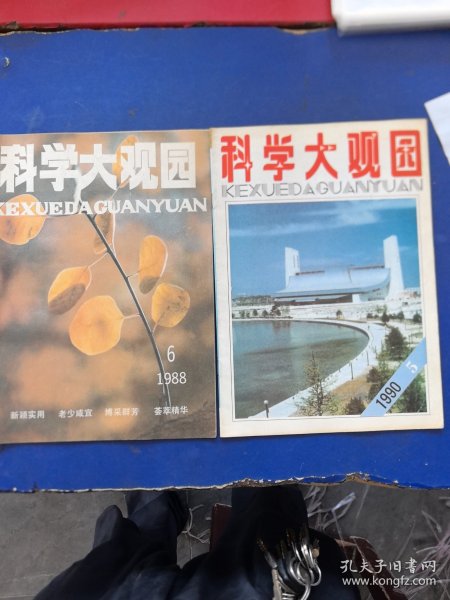 科学大观园
KEXUEDAGUANYUAN
6
1988
新颖实用 老少咸宜 博采群芳 荟萃精华
科学大观园
KEXUEDAGUANYUAN
1990 5
孔夫子旧书网
www.kongfz.com